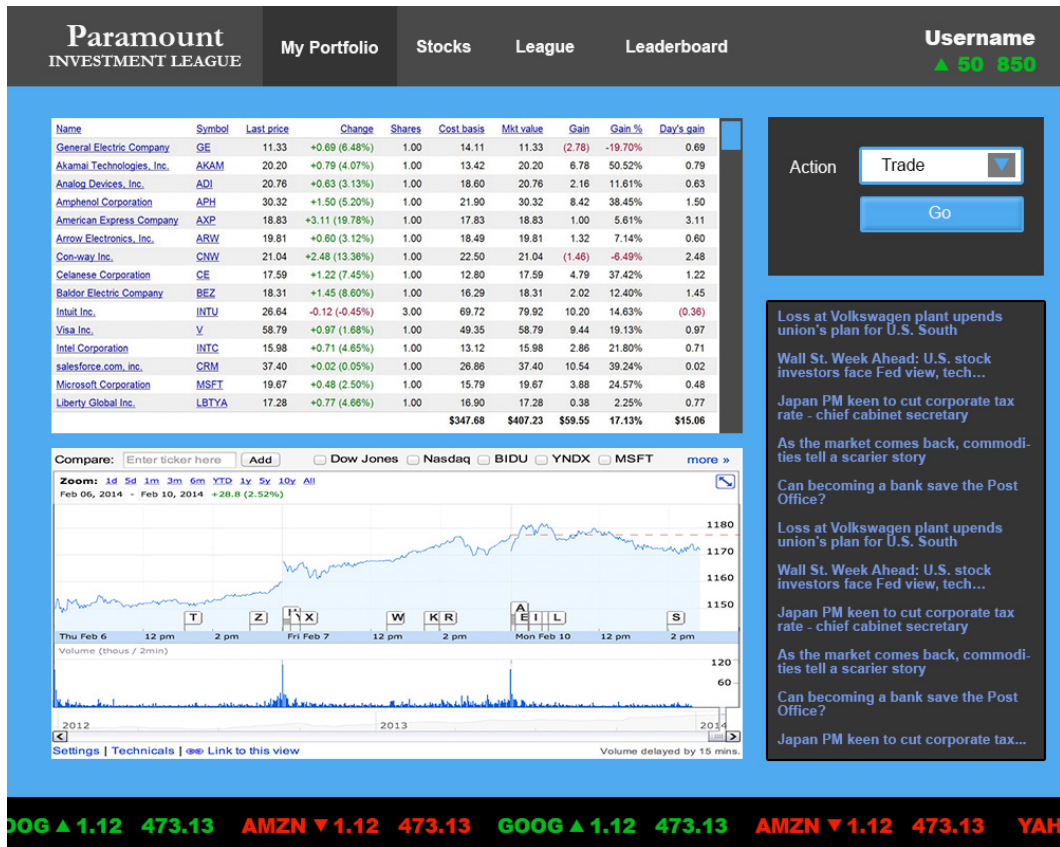 Paramount
INVESTMENT LEAGUE
My Portfolio Stocks League Leaderboard
Username
▲ 50 850
Name Symbol Last price Change Shares Cost basis Mkt value Gain Gain % Day's gain
General Electric Company GE 11.33 +0.69 (6.48%) 1.00 14.11 11.33 (2.78) -19.70% 0.69
Akamai Technologies, Inc. AKAM 20.20 +0.79 (4.07%) 1.00 13.42 20.20 6.78 50.52% 0.79
Analog Devices, Inc. ADI 20.76 +0.63 (3.13%) 1.00 18.60 20.76 2.16 11.61% 0.63
Amphenol Corporation APH 30.32 +1.50 (5.20%) 1.00 21.90 30.32 8.42 38.45% 1.50
American Express Company AXP 18.83 +3.11 (19.78%) 1.00 17.83 18.83 1.00 5.61% 3.11
Arrow Electronics, Inc. ARW 19.81 +0.60 (3.12%) 1.00 18.49 19.81 1.32 7.14% 0.60
Con-way Inc. CNW 21.04 +2.48 (13.36%) 1.00 22.50 21.04 (1.46) -6.49% 2.48
Celanese Corporation CE 17.59 +1.22 (7.45%) 1.00 12.80 17.59 4.79 37.42% 1.22
Baldor Electric Company BEZ 18.31 +1.45 (8.60%) 1.00 16.29 18.31 2.02 12.40% 1.45
Intuit Inc. INTU 26.64 -0.12 (-0.45%) 3.00 69.72 79.92 10.20 14.63% (0.36)
Visa Inc. V 58.79 +0.97 (1.68%) 1.00 49.35 58.79 9.44 19.13% 0.97
Intel Corporation INTC 15.98 +0.71 (4.65%) 1.00 13.12 15.98 2.86 21.80% 0.71
salesforce.com, inc. CRM 37.40 +0.02 (0.05%) 1.00 26.86 37.40 10.54 39.24% 0.02
Microsoft Corporation MSFT 19.67 +0.48 (2.50%) 1.00 15.79 19.67 3.88 24.57% 0.48
Liberty Global Inc. LBTYA 17.28 +0.77 (4.66%) 1.00 16.90 17.28 0.38 2.25% 0.77
$347.68 $407.23 $59.55 17.13% $15.06
Action Trade
Go
Loss at Volkswagen plant upends
union's plan for U.S. South
Wall St. Week Ahead: U.S. stock
investors face Fed view, tech...
Japan PM keen to cut corporate tax
rate - chief cabinet secretary
As the market comes back, commodi-
ties tell a scarier story
Can becoming a bank save the Post
Office?
Loss at Volkswagen plant upends
union's plan for U.S. South
Wall St. Week Ahead: U.S. stock
investors face Fed view, tech...
Japan PM keen to cut corporate tax
rate - chief cabinet secretary
As the market comes back, commodi-
ties tell a scarier story
Can becoming a bank save the Post
Office?
Japan PM keen to cut corporate tax...
Compare: Enter ticker here Add Dow Jones Nasdaq BIDU YNDX MSFT more »
Zoom: 1d 5d 1m 3m 6m YTD 1y 5y 10y All
Feb 06, 2014 - Feb 10, 2014 +28.8 (2.52%)
1180
1170
1160
1150
A
T Z Y X W K R E I L S
Thu Feb 6 12 pm 2 pm Fri Feb 7 12 pm 2 pm Mon Feb 10 12 pm 2 pm
Volume (thous / 2min)
120
60
2012 2013 2014
Settings | Technicals | Link to this view Volume delayed by 15 mins.
OOG ▲ 1.12 473.13 AMZN ▼ 1.12 473.13 GOOG ▲ 1.12 473.13 AMZN ▼ 1.12 473.13 YAH